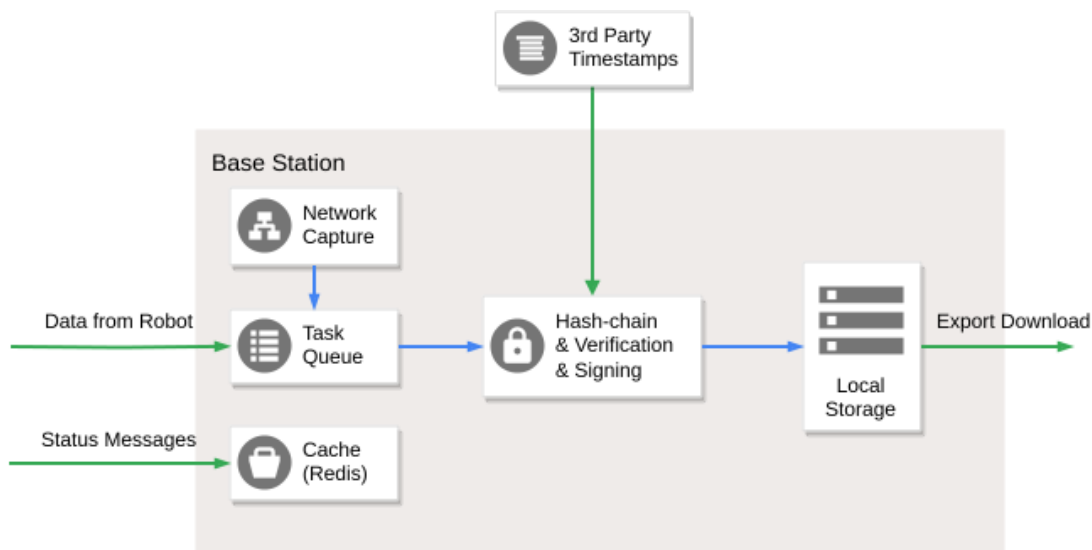 3rd Party
Timestamps
Base Station
Network
Capture
Data from Robot
Task
Queue
Hash-chain
& Verification
& Signing
Export Download
Local
Storage
Status Messages
Cache
(Redis)